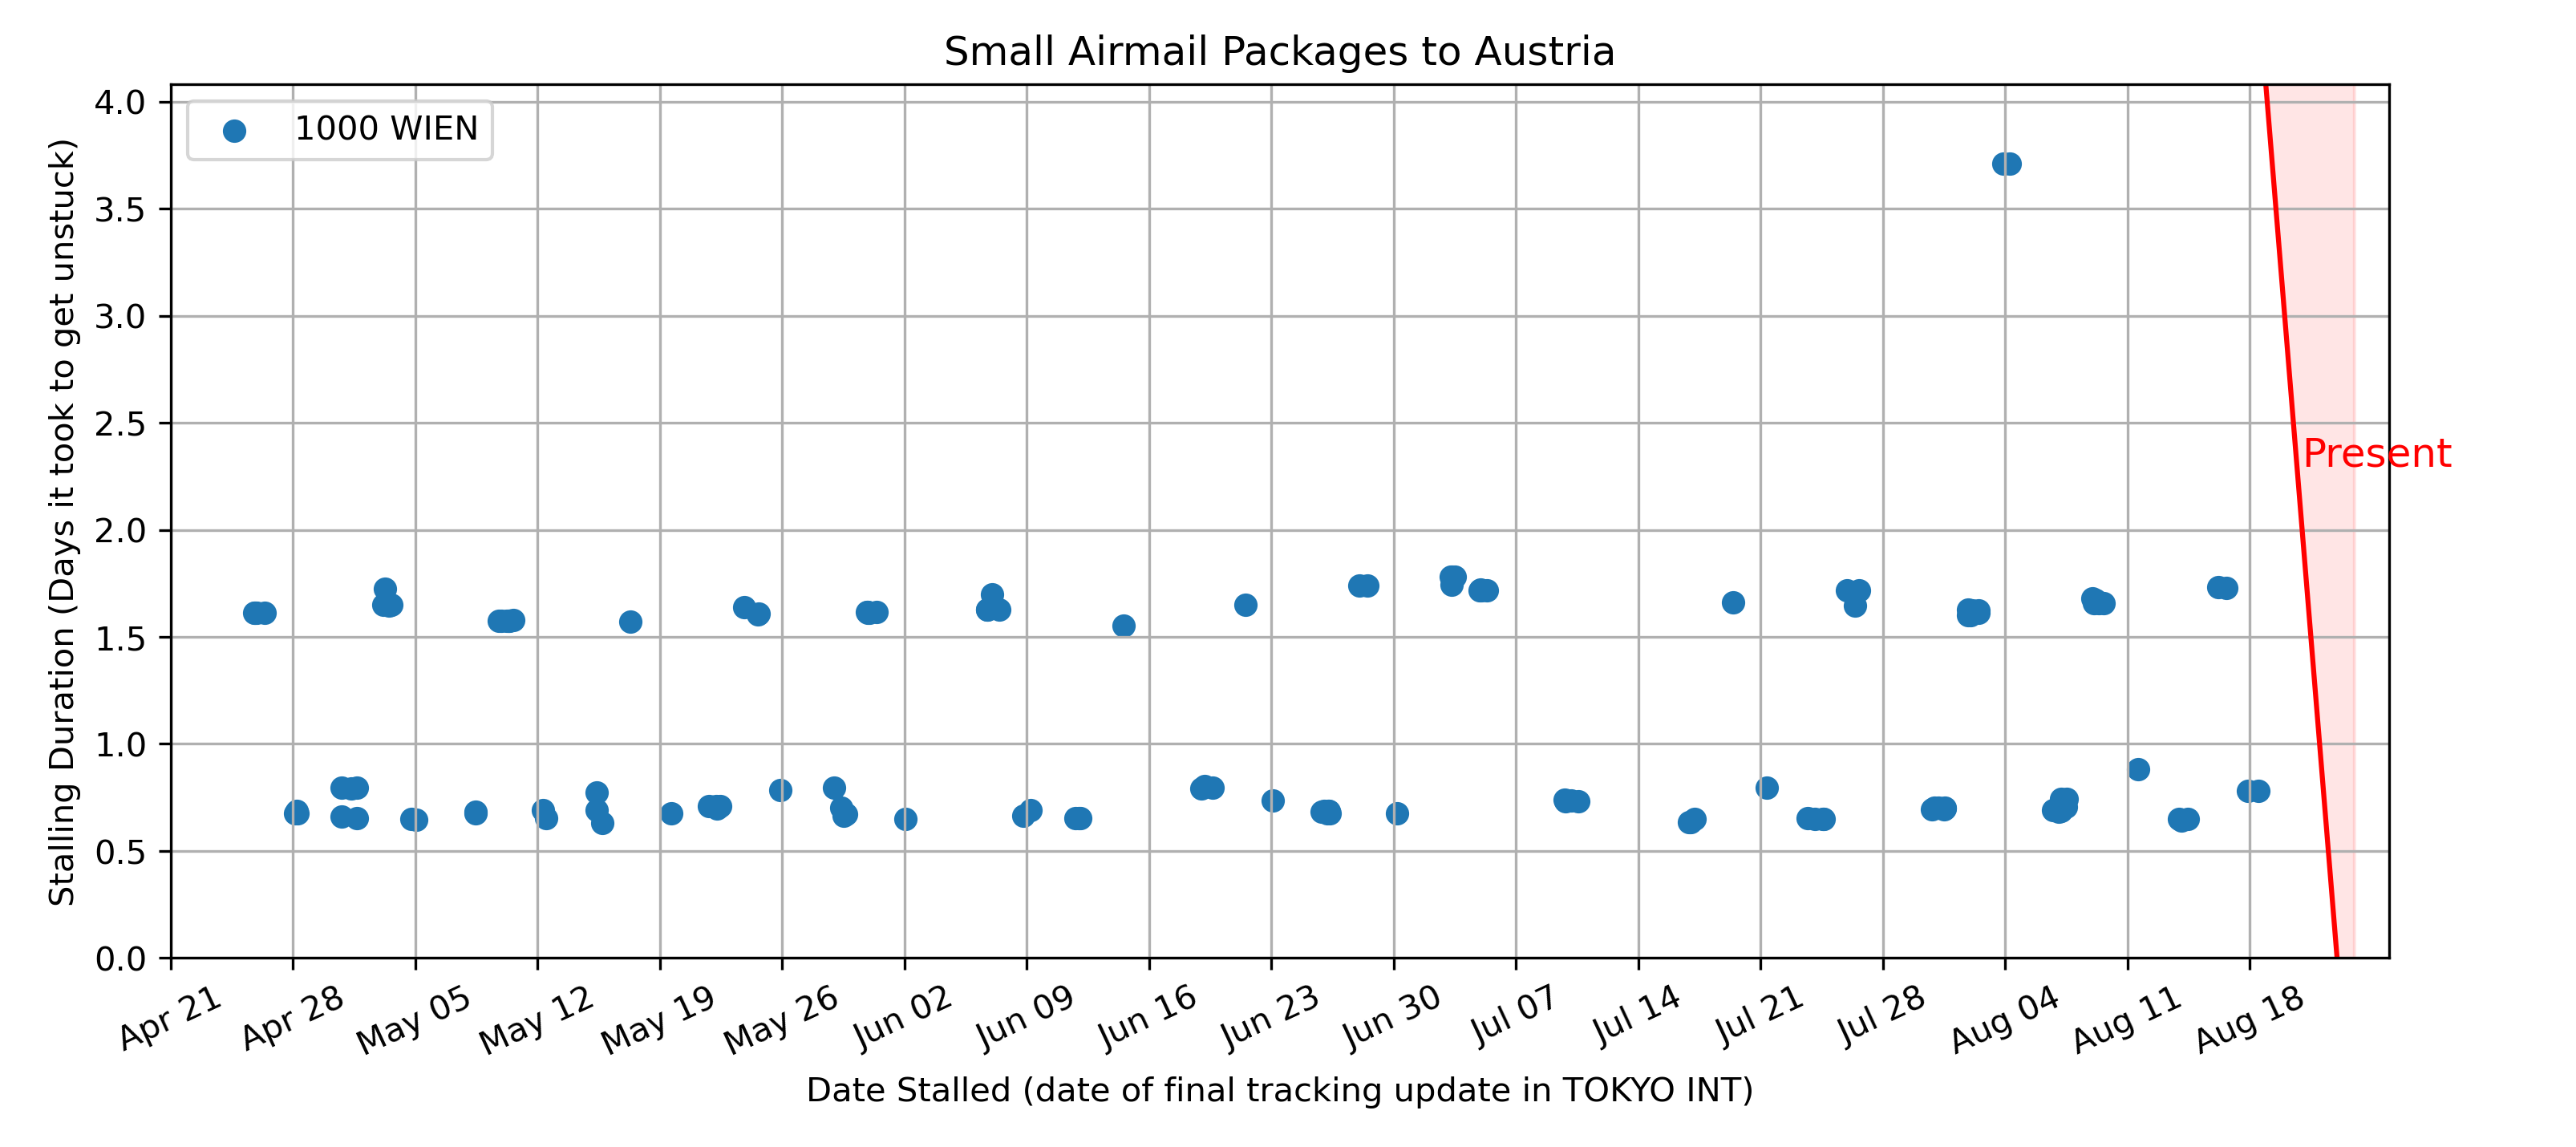 Small Airmail Packages to Austria
1000 WIEN
Stalling Duration (Days it took to get unstuck)
4.0
3.5
3.0
2.5
2.0
1.5
1.0
0.5
0.0
Present
Apr 21
Apr 28
May 05
May 12
May 19
May 26
Jun 02
Jun 09
Jun 16
Jun 23
Jun 30
Jul 07
Jul 14
Jul 21
Jul 28
Aug 04
Aug 11
Aug 18
Date Stalled (date of final tracking update in TOKYO INT)